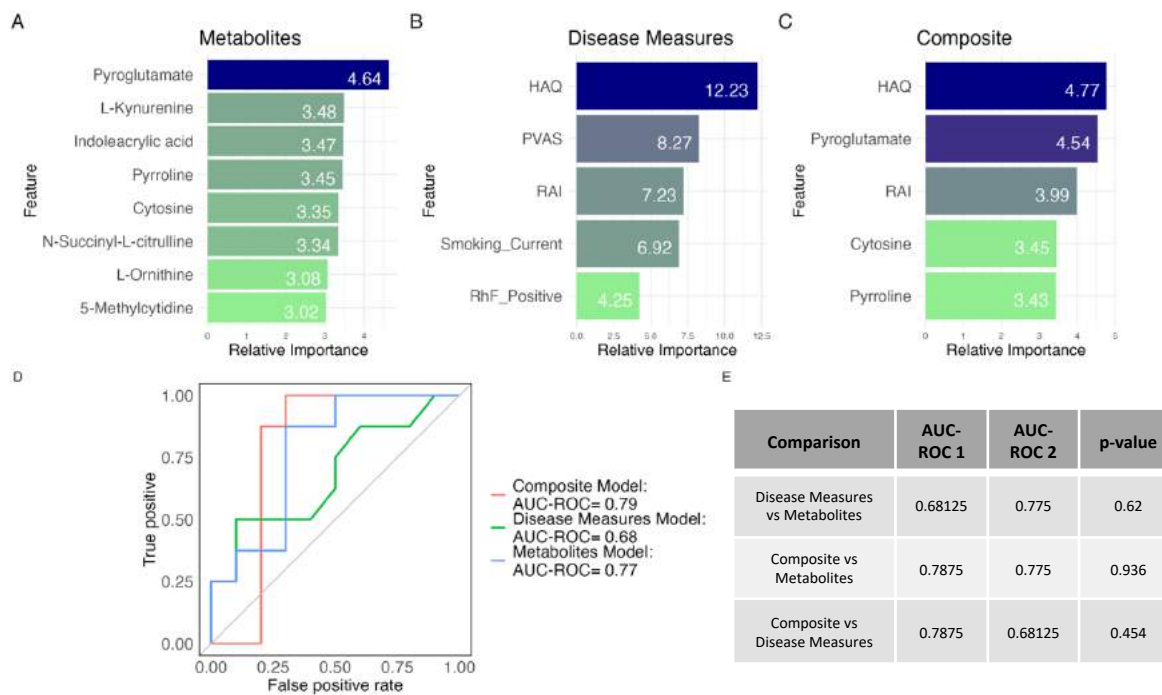 A
Metabolites
Feature
Pyroglutamate
4.64
L-Kynurenine
3.48
Indoleacrylic acid
3.47
Pyrroline
3.45
Cytosine
3.35
N-Succinyl-L-citrulline
3.34
L-Ornithine
3.08
5-Methylcytidine
3.02
0 1 2 3 4
Relative Importance
B
Disease Measures
Feature
HAQ
12.23
PVAS
8.27
RAI
7.23
Smoking_Current
6.92
RhF_Positive
4.25
0.0 2.5 5.0 7.5 10.0 12.5
Relative Importance
C
Composite
Feature
HAQ
4.77
Pyroglutamate
4.54
RAI
3.99
Cytosine
3.45
Pyrroline
3.43
0 1 2 3 4 5
Relative Importance
D
True positive
1.00
0.75
0.50
0.25
0.00
0.00 0.25 0.50 0.75 1.00
False positive rate
Composite Model:
AUC-ROC= 0.79
Disease Measures Model:
AUC-ROC= 0.68
Metabolites Model:
AUC-ROC= 0.77
E
Comparison AUC-ROC 1 AUC-ROC 2 p-value
Disease Measures vs Metabolites 0.68125 0.775 0.62
Composite vs Metabolites 0.7875 0.775 0.936
Composite vs Disease Measures 0.7875 0.68125 0.454